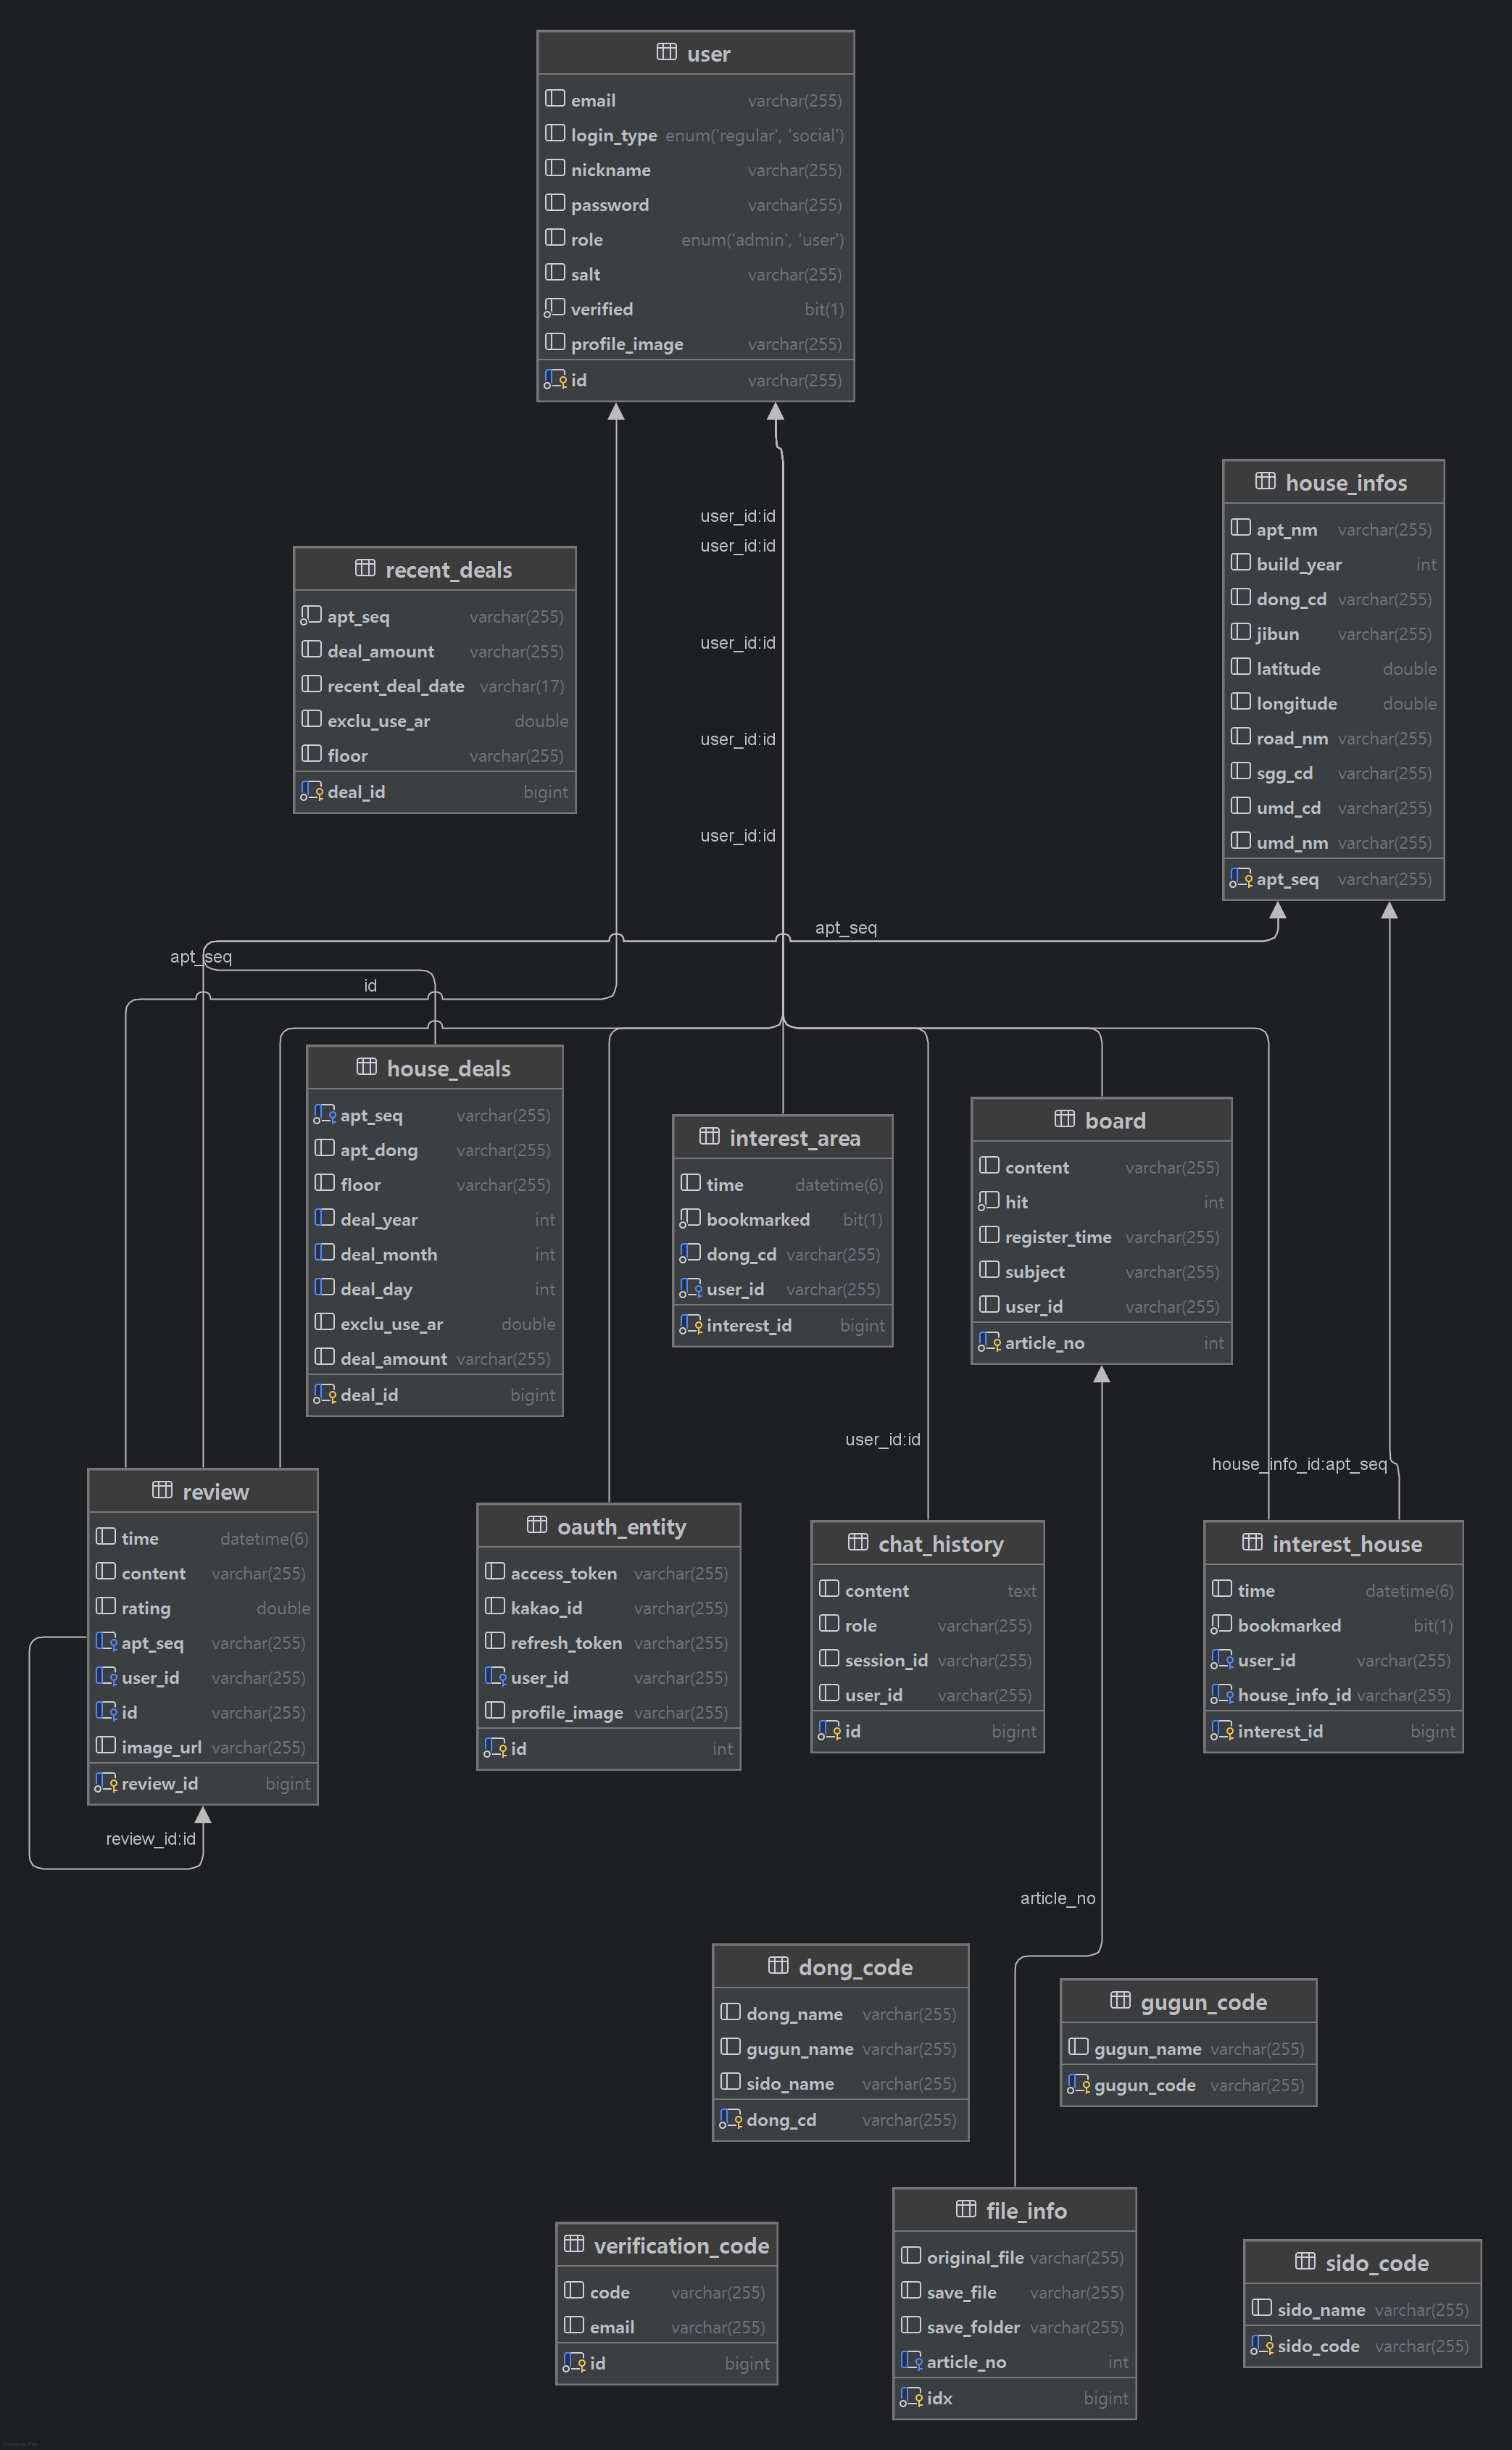 user
email varchar(255)
login_type enum('regular', 'social')
nickname varchar(255)
password varchar(255)
role enum('admin', 'user')
salt varchar(255)
verified bit(1)
profile_image varchar(255)
id varchar(255)
house_infos
apt_nm varchar(255)
build_year int
dong_cd varchar(255)
jibun varchar(255)
latitude double
longitude double
road_nm varchar(255)
sgg_cd varchar(255)
umd_cd varchar(255)
umd_nm varchar(255)
apt_seq varchar(255)
recent_deals
apt_seq varchar(255)
deal_amount varchar(255)
recent_deal_date varchar(17)
exclu_use_ar double
floor varchar(255)
deal_id bigint
user_id:id
user_id:id
user_id:id
user_id:id
user_id:id
apt_seq
apt_seq
id
house_deals
apt_seq varchar(255)
apt_dong varchar(255)
floor varchar(255)
deal_year int
deal_month int
deal_day int
exclu_use_ar double
deal_amount varchar(255)
deal_id bigint
interest_area
time datetime(6)
bookmarked bit(1)
dong_cd varchar(255)
user_id varchar(255)
interest_id bigint
board
content varchar(255)
hit int
register_time varchar(255)
subject varchar(255)
user_id varchar(255)
article_no int
user_id:id
house_info_id:apt_seq
review
time datetime(6)
content varchar(255)
rating double
apt_seq varchar(255)
user_id varchar(255)
id varchar(255)
image_url varchar(255)
review_id bigint
review_id:id
oauth_entity
access_token varchar(255)
kakao_id varchar(255)
refresh_token varchar(255)
user_id varchar(255)
profile_image varchar(255)
id int
chat_history
content text
role varchar(255)
session_id varchar(255)
user_id varchar(255)
id bigint
interest_house
time datetime(6)
bookmarked bit(1)
user_id varchar(255)
house_info_id varchar(255)
interest_id bigint
article_no
dong_code
dong_name varchar(255)
gugun_name varchar(255)
sido_name varchar(255)
dong_cd varchar(255)
gugun_code
gugun_name varchar(255)
gugun_code varchar(255)
verification_code
code varchar(255)
email varchar(255)
id bigint
file_info
original_file varchar(255)
save_file varchar(255)
save_folder varchar(255)
article_no int
idx bigint
sido_code
sido_name varchar(255)
sido_code varchar(255)